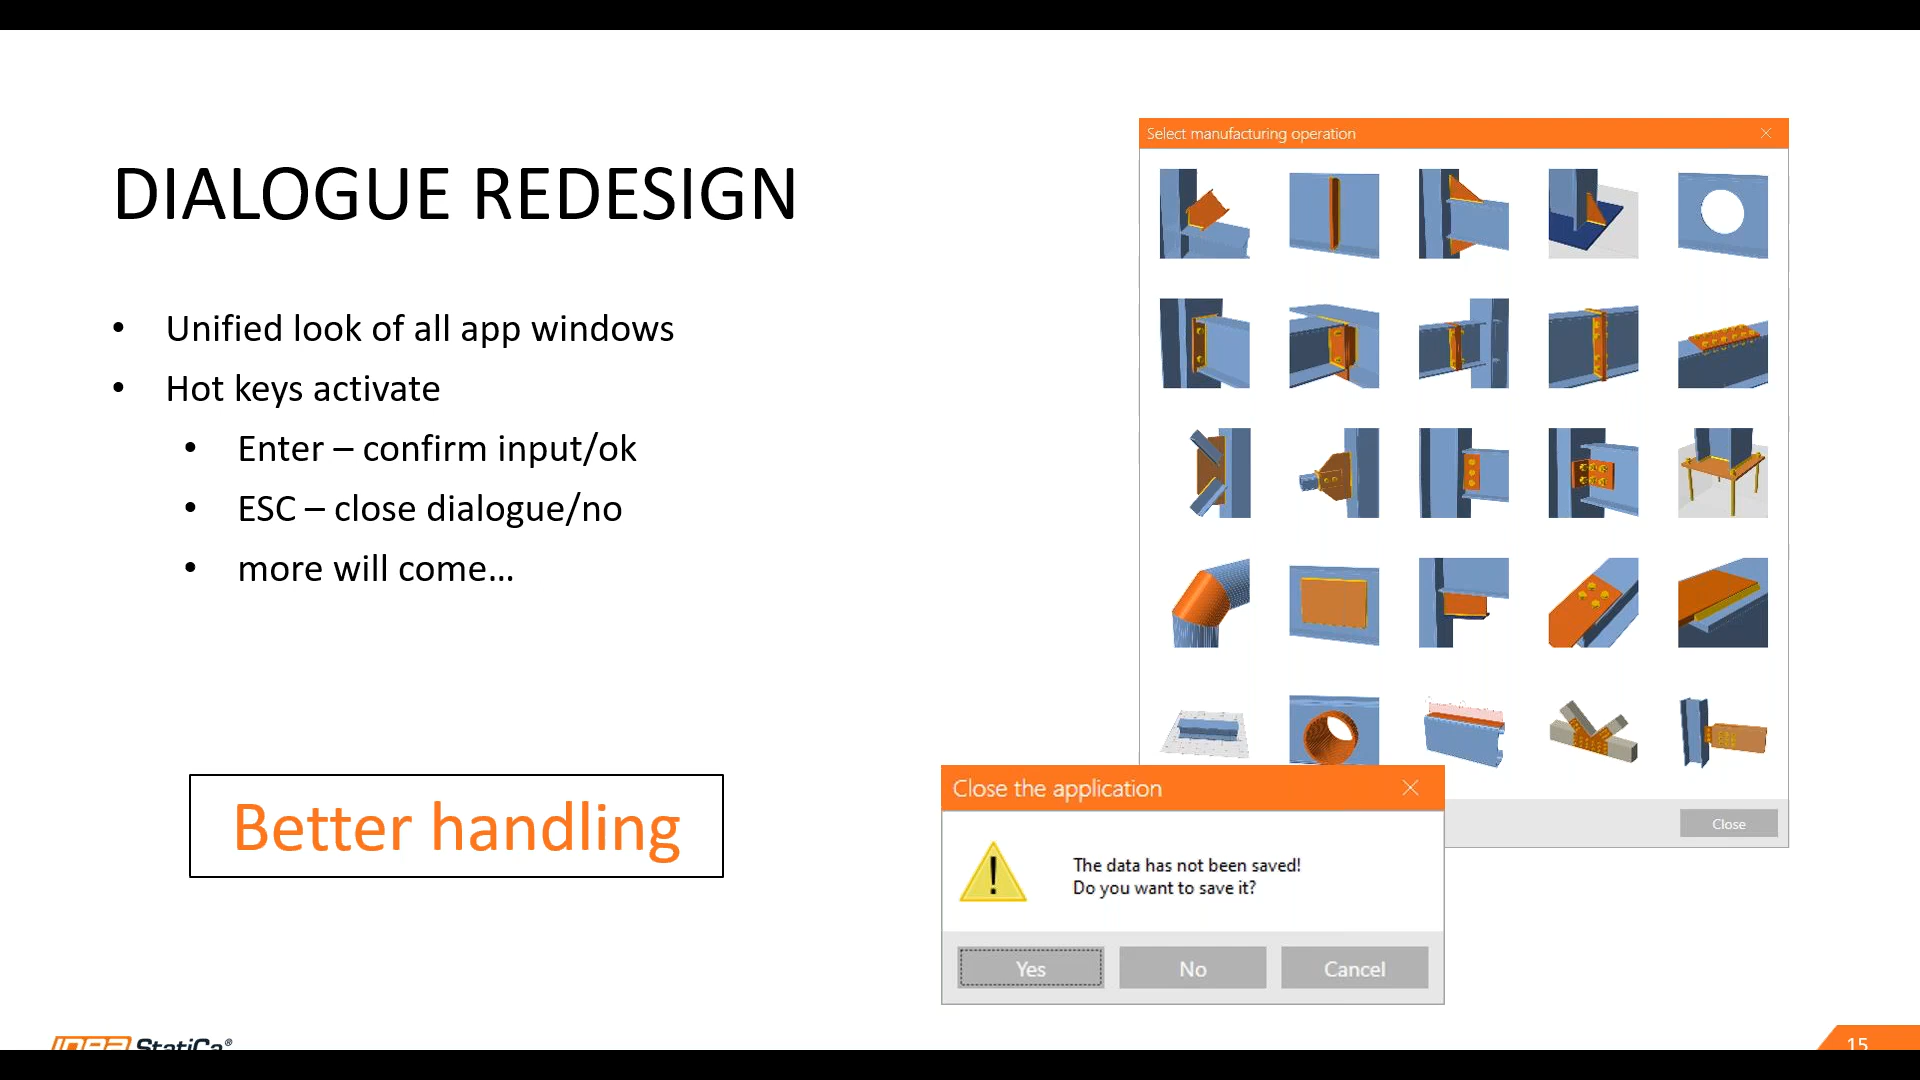 DIALOGUE REDESIGN
• Unified look of all app windows
• Hot keys activate
• Enter – confirm input/ok
• ESC – close dialogue/no
• more will come…
Better handling
Select manufacturing operation
Close
Close the application
The data has not been saved!
Do you want to save it?
Yes
No
Cancel
IDEA StatiCa®
15